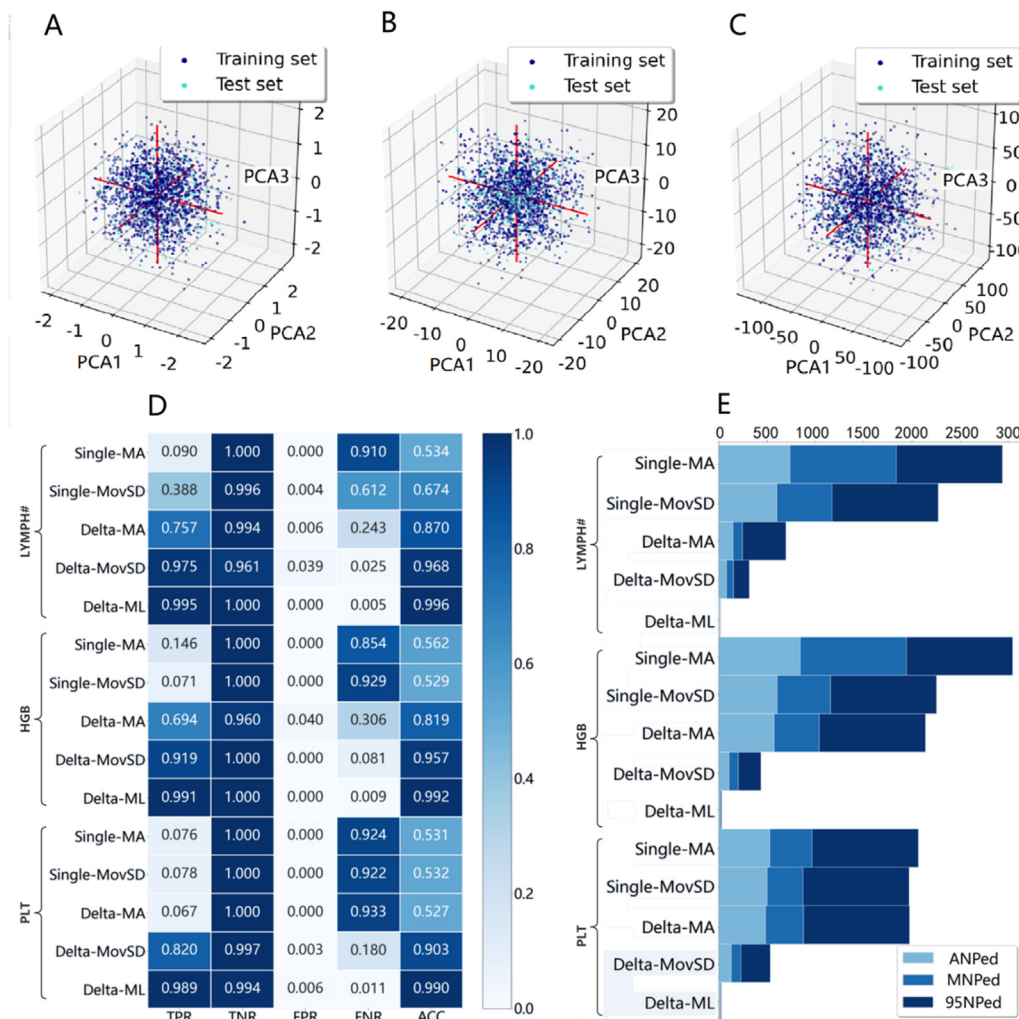 A
B
C
Training set
Test set
Training set
Test set
Training set
Test set
2
1
0
-1
-2
PCA3
2
1
0
-1
-2
PCA2
-2
-1
0
1
2
PCA1
20
10
0
-10
-20
PCA3
20
10
0
-10
-20
PCA2
-20
-10
0
10
PCA1
PCA3
50
0
-50
-100
100
50
0
-50
-100
PCA2
-100
-50
0
50
PCA1
D
E
LYMPH#
Single-MA 0.090 1.000 0.000 0.910 0.534
Single-MovSD 0.388 0.996 0.004 0.612 0.674
Delta-MA 0.757 0.994 0.006 0.243 0.870
Delta-MovSD 0.975 0.961 0.039 0.025 0.968
Delta-ML 0.995 1.000 0.000 0.005 0.996
HGB
Single-MA 0.146 1.000 0.000 0.854 0.562
Single-MovSD 0.071 1.000 0.000 0.929 0.529
Delta-MA 0.694 0.960 0.040 0.306 0.819
Delta-MovSD 0.919 1.000 0.000 0.081 0.957
Delta-ML 0.991 1.000 0.000 0.009 0.992
PLT
Single-MA 0.076 1.000 0.000 0.924 0.531
Single-MovSD 0.078 1.000 0.000 0.922 0.532
Delta-MA 0.067 1.000 0.000 0.933 0.527
Delta-MovSD 0.820 0.997 0.003 0.180 0.903
Delta-ML 0.989 0.994 0.006 0.011 0.990
TPR TNR FPR FNR ACC
1.0
0.8
0.6
0.4
0.2
0.0
0 500 1000 1500 2000 2500
LYMPH#
Single-MA
Single-MovSD
Delta-MA
Delta-MovSD
Delta-ML
HGB
Single-MA
Single-MovSD
Delta-MA
Delta-MovSD
Delta-ML
PLT
Single-MA
Single-MovSD
Delta-MA
Delta-MovSD
Delta-ML
ANPed
MNPed
95NPed